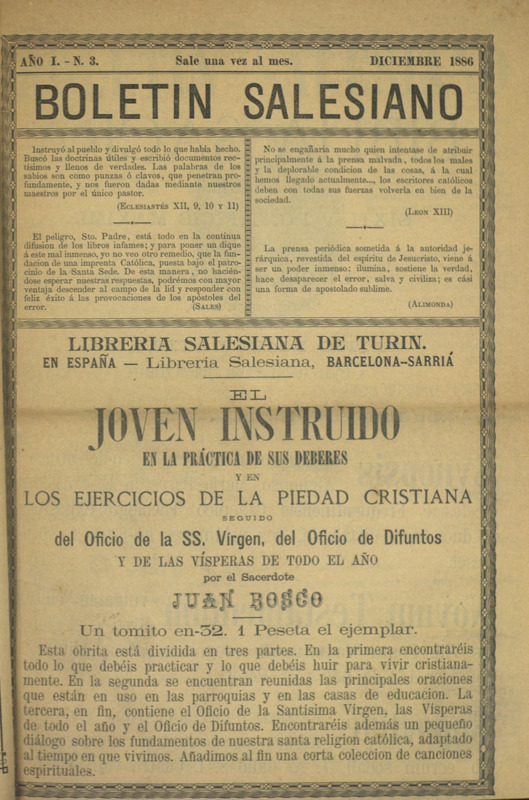 AÑO I. - N. 3. Sale una vez al mes. DICIEMBRE 1886
BOLETIN SALESIANO
Instruyó al pueblo y divulgó todo lo que había hecho.
Buscó las doctrinas útiles y escribió documentos rec-
tísimos y llenos de verdades. Las palabras de los
sabios son como punzas ó clavos, que penetran pro-
fundamente, y nos fueron dadas mediante nuestros
maestros por el único pastor.
(ECLESIASTÉS XII, 9, 10 Y 11)
El peligro, Sto. Padre, está todo en la continua
difusion de los libros infames; y para poner un dique
á este mal inmenso, yo no veo otro remedio, que la fun-
dacion de una imprenta Católica, puesta bajo el patro-
cinio de la Santa Sede. De esta manera, no hacién-
dose esperar nuestras respuestas, podrémos con mayor
ventaja descender al campo de la lid y responder con
feliz éxito á las provocaciones de los apóstoles del
error. (SALES)
No se engañaría mucho quien intentase de atribuir
principalmente á la prensa malvada, todos los males
y la deplorable condicion de las cosas, á la cual
hemos llegado actualmente..., los escritores católicos
deben con todas sus fuerzas volverla en bien de la
sociedad.
(LEON XIII)
La prensa periódica sometida á la autoridad je-
rárquica, revestida del espíritu de Jesucristo, viene á
ser un poder inmenso; ilumina, sostiene la verdad,
hace desaparecer el error, salva y civiliza; es cási
una forma de apostolado sublime.
(ALIMONDA)
LIBRERIA SALESIANA DE TURIN.
EN ESPAÑA — Libreria Salesiana, BARCELONA-SARRIÁ
EL
JOVEN INSTRUIDO
EN LA PRÁCTICA DE SUS DEBERES
Y EN
LOS EJERCICIOS DE LA PIEDAD CRISTIANA
SEGUIDO
del Oficio de la SS. Vírgen, del Oficio de Difuntos
Y DE LAS VÍSPERAS DE TODO EL AÑO
por el Sacerdote
JUAN BOSCO
Un tomito en-32. 1 Peseta el ejemplar.
Esta obrita está dividida en tres partes. En la primera encontraréis
todo lo que debéis practicar y lo que debéis huir para vivir cristiana-
mente. En la segunda se encuentran reunidas las principales oraciones
que están en uso en las parroquias y en las casas de educacion. La
tercera, en fin, contiene el Oficio de la Santísima Vírgen, las Vísperas
de todo el año y el Oficio de Difuntos. Encontraréis además un pequeño
diálogo sobre los fundamentos de nuestra santa religion católica, adaptado
al tiempo en que vivimos. Añadimos al fin una corta coleccion de canciones
espirituales.